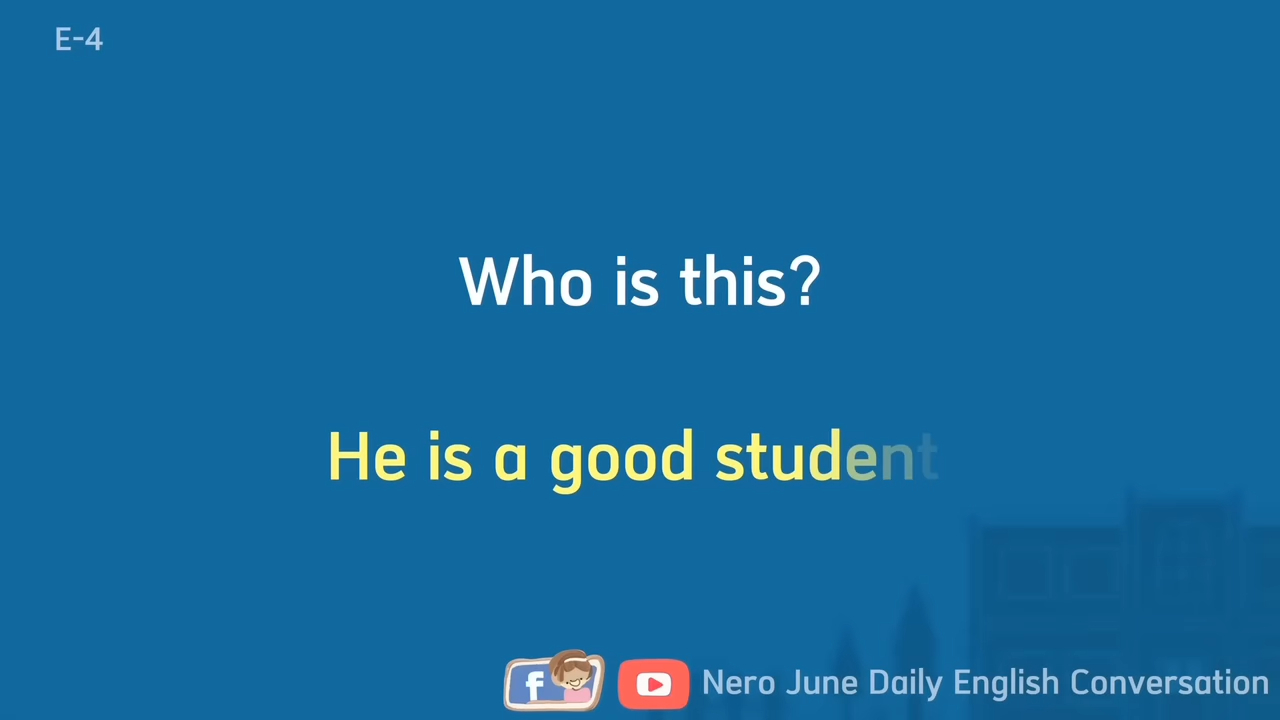 E-4
Who is this?
He is a good student
f
Nero June Daily English Conversation